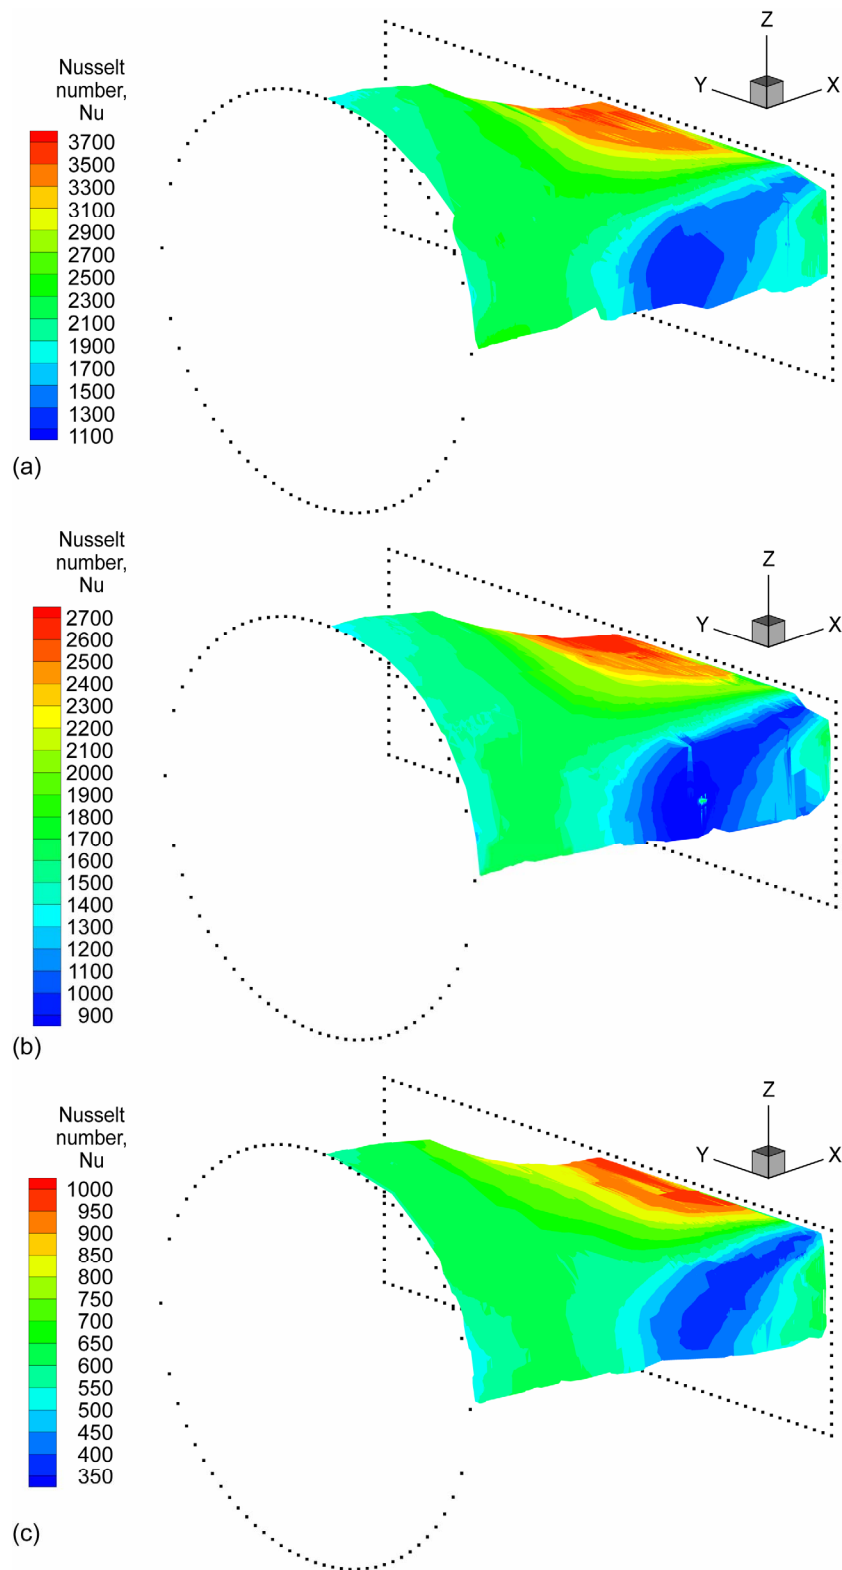 Nusselt
number,
Nu
3700
3500
3300
3100
2900
2700
2500
2300
2100
1900
1700
1500
1300
1100
Z
Y
X
(a)
Nusselt
number,
Nu
2700
2600
2500
2400
2300
2200
2100
2000
1900
1800
1700
1600
1500
1400
1300
1200
1100
1000
900
Z
Y
X
(b)
Nusselt
number,
Nu
1000
950
900
850
800
750
700
650
600
550
500
450
400
350
Z
Y
X
(c)